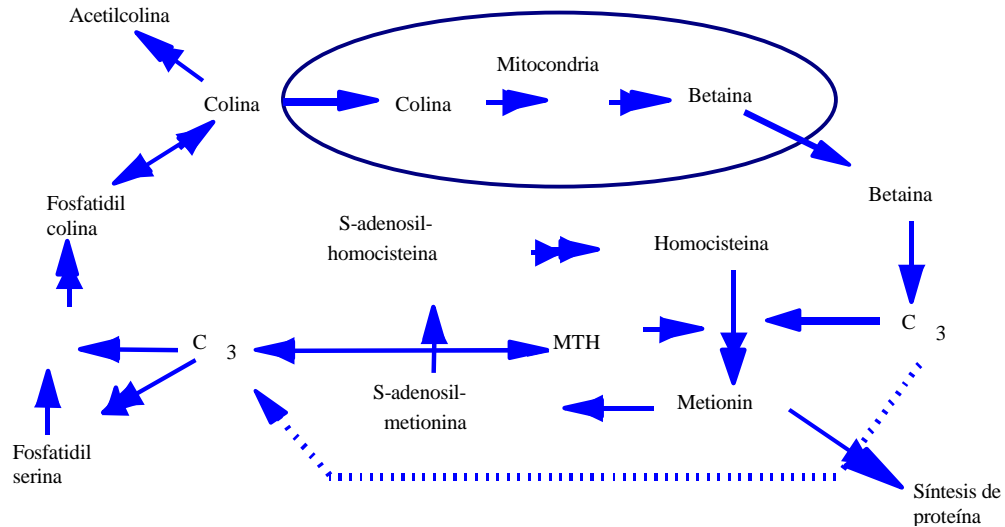 Acetilcolina
Mitocondria
Colina
Colina
Betaina
Fosfatidil
colina
Betaina
S-adenosil-
homocisteina
Homocisteina
C 3
MTH
C 3
S-adenosil-
metionina
Metionin
Fosfatidil
serina
Síntesis de
proteína